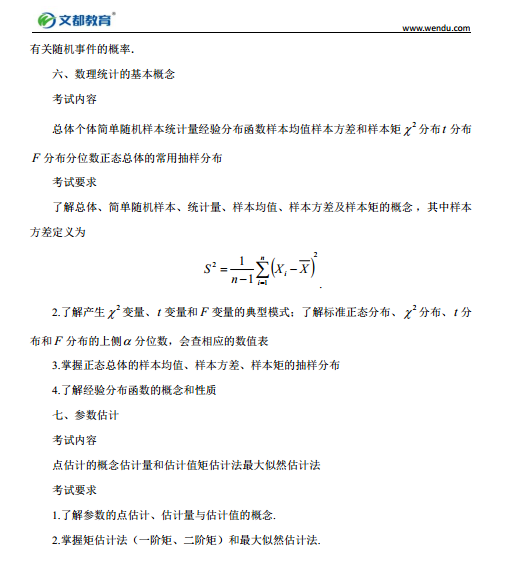 文都教育
www.wendu.com
有关随机事件的概率.
六、数理统计的基本概念
考试内容
总体个体简单随机样本统计量经验分布函数样本均值样本方差和样本矩 χ² 分布 t 分布
F 分布分位数正态总体的常用抽样分布
考试要求
了解总体、简单随机样本、统计量、样本均值、样本方差及样本矩的概念，其中样本
方差定义为
S² = 1/(n−1) ∑_{i=1}^{n} (X_i − X̅)² .
2.了解产生 χ² 变量、t 变量和 F 变量的典型模式；了解标准正态分布、χ² 分布、t 分
布和 F 分布的上侧 α 分位数，会查相应的数值表
3.掌握正态总体的样本均值、样本方差、样本矩的抽样分布
4.了解经验分布函数的概念和性质
七、参数估计
考试内容
点估计的概念估计量和估计值矩估计法最大似然估计法
考试要求
1.了解参数的点估计、估计量与估计值的概念.
2.掌握矩估计法（一阶矩、二阶矩）和最大似然估计法.